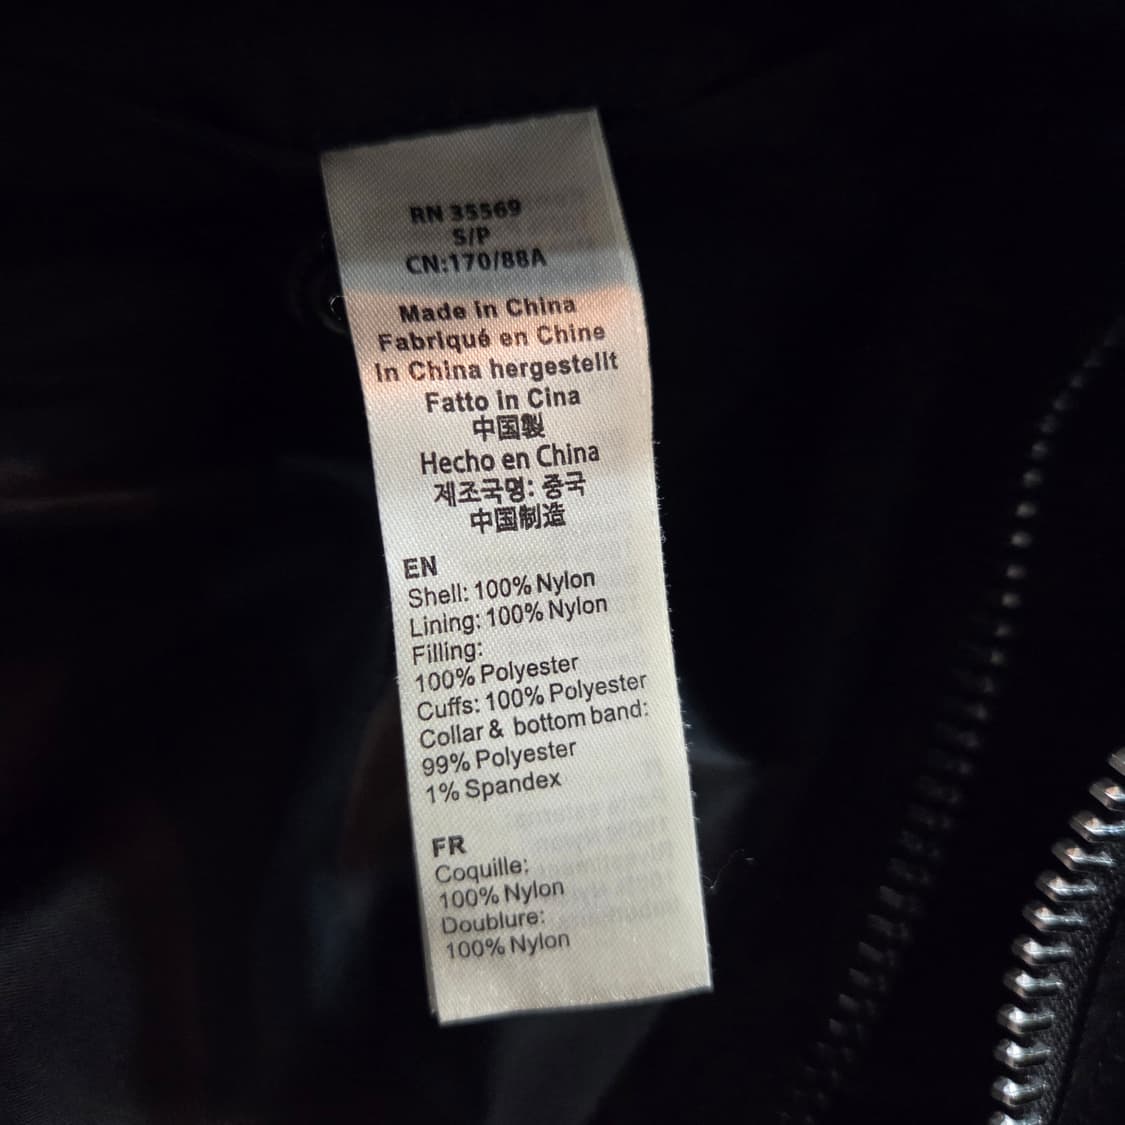 RN 35569
S/P
CN:170/88A
Made in China
Fabriqué en Chine
In China hergestellt
Fatto in Cina
中国製
Hecho en China
제조국명: 중국
中国制造
EN
Shell: 100% Nylon
Lining: 100% Nylon
Filling:
100% Polyester
Cuffs: 100% Polyester
Collar & bottom band:
99% Polyester
1% Spandex
FR
Coquille:
100% Nylon
Doublure:
100% Nylon